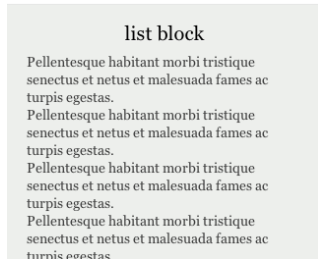 list block
Pellentesque habitant morbi tristique
senectus et netus et malesuada fames ac
turpis egestas.
Pellentesque habitant morbi tristique
senectus et netus et malesuada fames ac
turpis egestas.
Pellentesque habitant morbi tristique
senectus et netus et malesuada fames ac
turpis egestas.
Pellentesque habitant morbi tristique
senectus et netus et malesuada fames ac
turpis egestas.